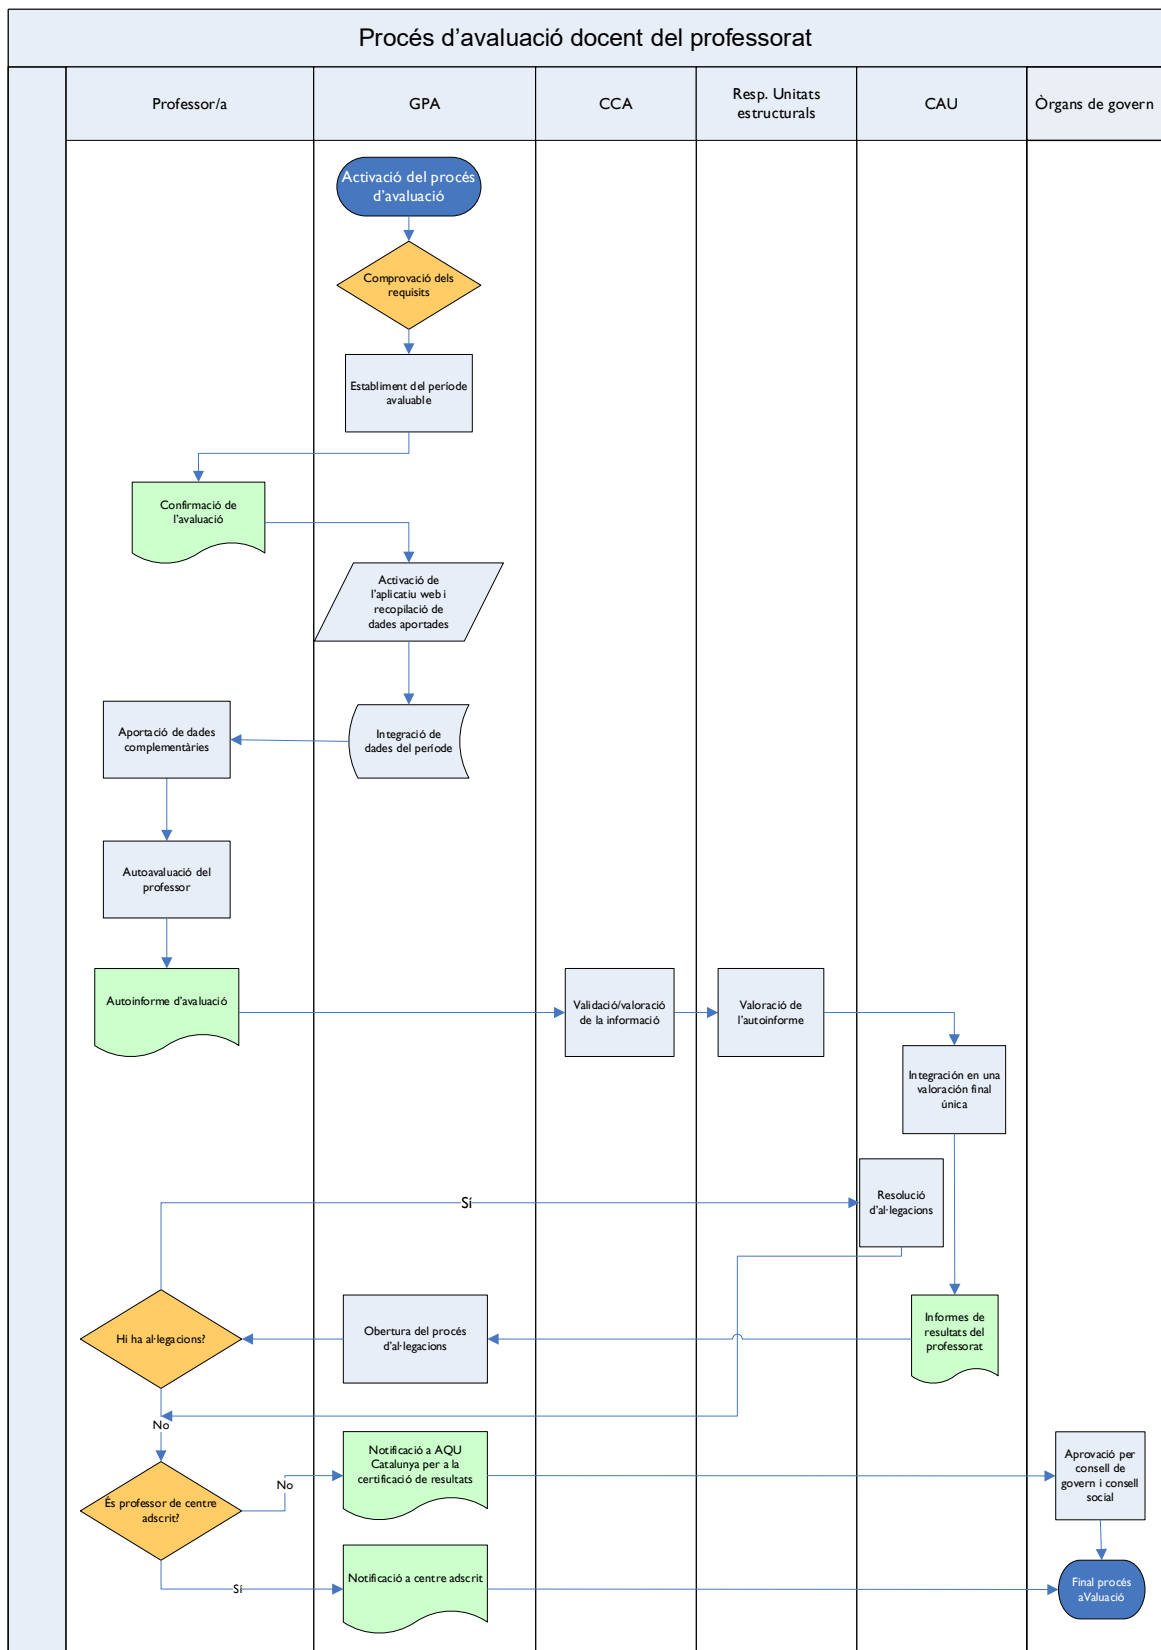 Procés d’avaluació docent del professorat
Professor/a
GPA
CCA
Resp. Unitats
estructurals
CAU
Òrgans de govern
Activació del procés
d’avaluació
Comprovació dels
requisits
Establiment del període
avaluable
Confirmació de
l’avaluació
Activació de
l’aplicatiu web i
recopilació de
dades aportades
Aportació de dades
complementàries
Integració de
dades del període
Autoavaluació del
professor
Autoinforme d’avaluació
Validació/valoració
de la informació
Valoració de
l’autoinforme
Integración en una
valoración final
única
Sí
Resolució
d’al·legacions
Hi ha al·legacions?
Obertura del procés
d’al·legacions
Informes de
resultats del
professorat
No
Notificació a AQU
Catalunya per a la
certificació de resultats
Aprovació per
consell de
govern i consell
social
No
És professor de centre
adscrit?
Sí
Notificació a centre adscrit
Final procés
aValuació